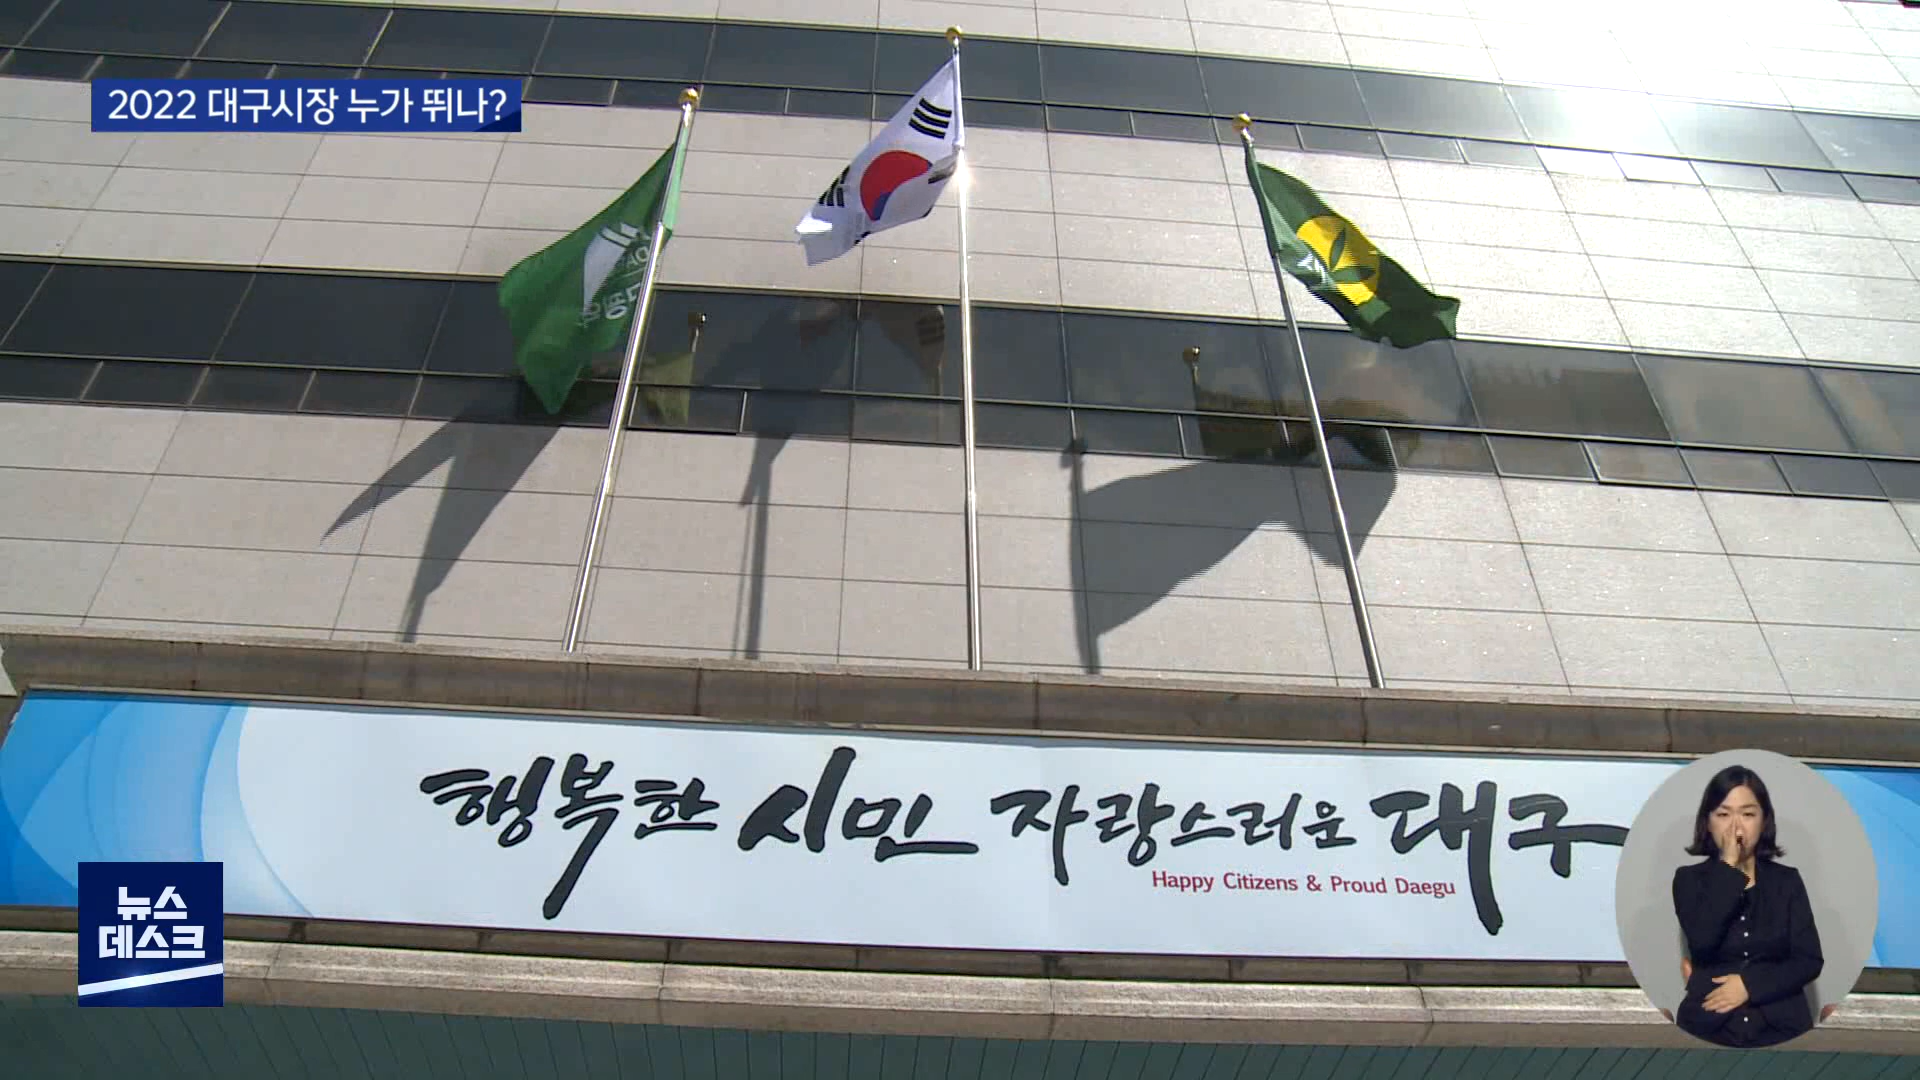 2022 대구시장 누가 뛰나?
행복한 시민 자랑스러운 대구
Happy Citizens & Proud Daegu
뉴스
데스크